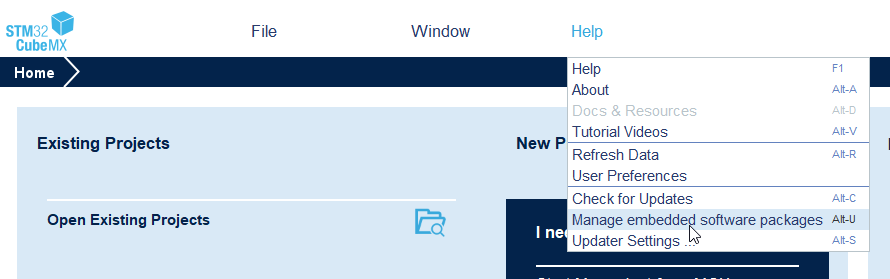 STM32
CubeMX
File Window Help
Home
Help F1
About Alt-A
Docs & Resources Alt-D
Tutorial Videos Alt-V
Refresh Data Alt-R
User Preferences
Check for Updates Alt-C
Manage embedded software packages Alt-U
Updater Settings ... Alt-S
Existing Projects
Open Existing Projects
New P
I nee